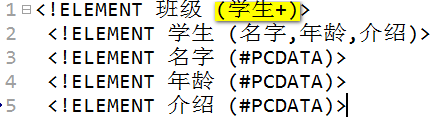 1 <!ELEMENT 班级 (学生+)>
2 <!ELEMENT 学生 (名字,年龄,介绍)>
3 <!ELEMENT 名字 (#PCDATA)>
4 <!ELEMENT 年龄 (#PCDATA)>
5 <!ELEMENT 介绍 (#PCDATA)>